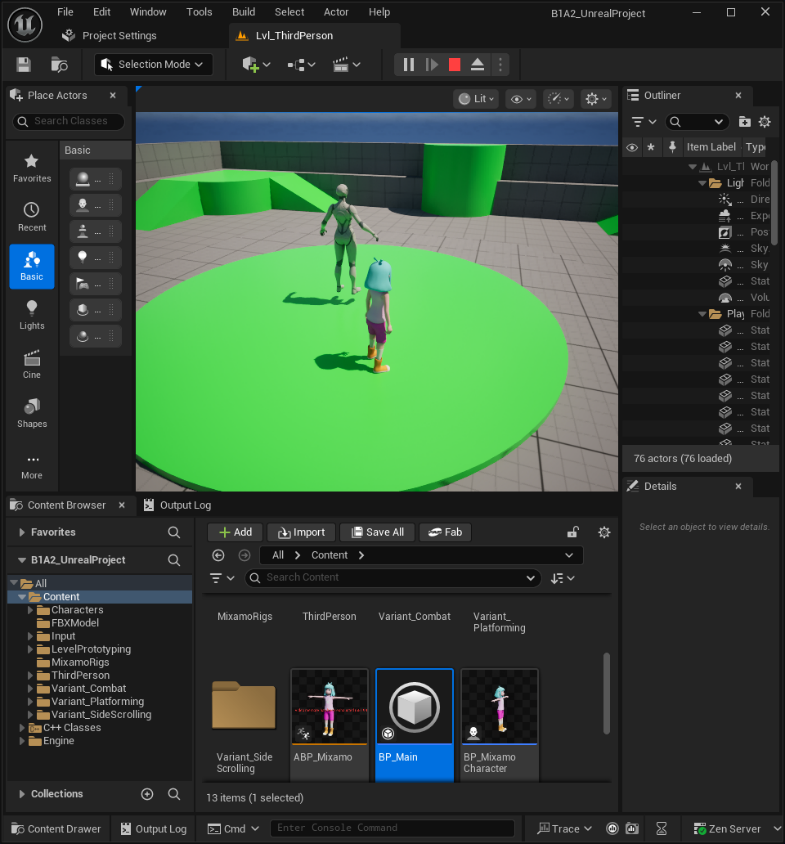 File Edit Window Tools Build Select Actor Help B1A2_UnrealProject
Project Settings Lvl_ThirdPerson
Selection Mode
Place Actors
Search Classes
Favorites
Recent
Basic
Lights
Cine
Shapes
More
Basic
...
...
...
...
...
...
...
Lit
Outliner
Item Label Typ
Lvl_Tl Wor
Ligh Fold
... Dire
... Expo
... Pos
... Sky
... Sky
... Stat
... Volu
Play Fold
... Stat
... Stat
... Stat
... Stat
... Stat
... Stat
... Stat
... Stat
76 actors (76 loaded)
Details
Select an object to view details.
Content Browser Output Log
Favorites
B1A2_UnrealProject
All
Content
Characters
FBXModel
Input
LevelPrototyping
MixamoRigs
ThirdPerson
Variant_Combat
Variant_Platforming
Variant_SideScrolling
C++ Classes
Engine
Collections
Add Import Save All Fab
All Content
Search Content
MixamoRigs ThirdPerson Variant_Combat Variant_
Platforming
Variant_Side
Scrolling
ABP_Mixamo
BP_Main
BP_Mixamo
Character
13 items (1 selected)
Content Drawer Output Log Cmd Enter Console Command Trace Zen Server